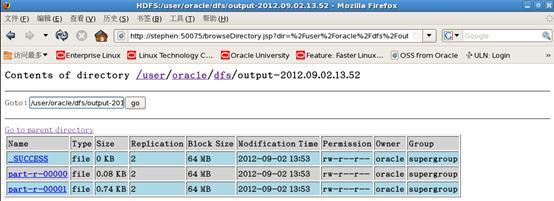 HDFS:/user/oracle/dfs/output-2012.09.02.13.52 - Mozilla Firefox
文件(F) 编辑(E) 查看(V) 历史(S) 书签(B) 工具(T) 帮助(H)
http://stephen:50075/browseDirectory.jsp?dir=%2Fuser%2Foracle%2Fdfs%2Fout
Google
访问最多 Enterprise Linux Linux Technology C... Oracle University Feature: Faster Linux... OSS from Oracle ULN: Login
Contents of directory /user/oracle/dfs/output-2012.09.02.13.52
Goto: /user/oracle/dfs/output-201 go
Go to parent directory
Name Type Size Replication Block Size Modification Time Permission Owner Group
_SUCCESS file 0 KB 2 64 MB 2012-09-02 13:53 rw-r--r-- oracle supergroup
part-r-00000 file 0.08 KB 2 64 MB 2012-09-02 13:53 rw-r--r-- oracle supergroup
part-r-00001 file 0.74 KB 2 64 MB 2012-09-02 13:53 rw-r--r-- oracle supergroup